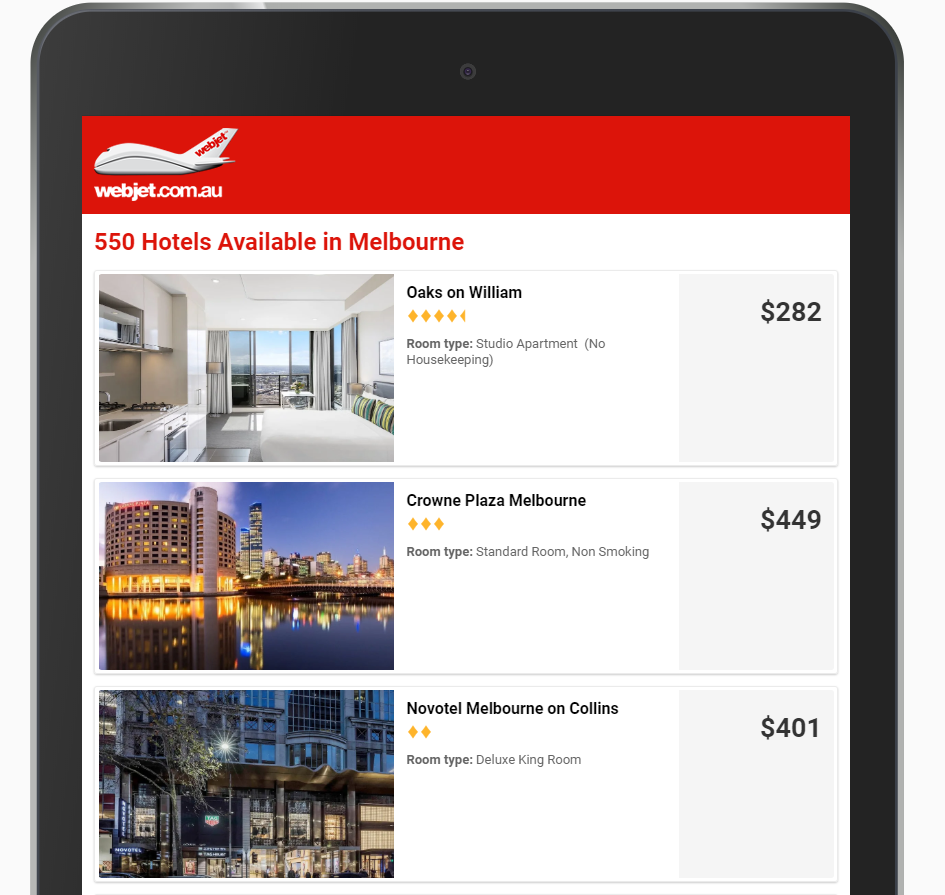 webjet
webjet.com.au
550 Hotels Available in Melbourne
Oaks on William
$282
Room type: Studio Apartment (No
Housekeeping)
Crowne Plaza Melbourne
$449
Room type: Standard Room, Non Smoking
Novotel Melbourne on Collins
$401
Room type: Deluxe King Room
TAG
NOVOTEL